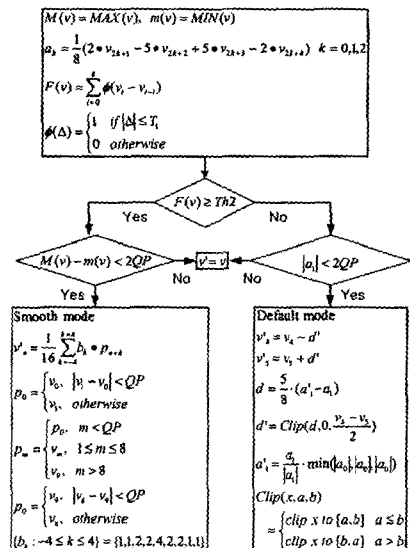 M(v) = MAX(v), m(v) = MIN(v)
a_k = 1/8 (2 • v_{2k+1} − 5 • v_{2k+2} + 5 • v_{2k+3} − 2 • v_{2k+4}) k = 0,1,2
F(v) = Σ φ(v_i − v_{i−1})
φ(Δ) = { 1 if |Δ| ≤ T_1
0 otherwise
F(v) ≥ Th2
Yes
No
M(v) − m(v) < 2QP
No
v' = v
No
|a_1| < 2QP
Yes
Yes
Smooth mode
v'_n = 1/16 Σ_{k=-4}^{k=4} b_k • p_{n+k}
p_0 = { v_0, |v_1 − v_0| < QP
v_1, otherwise
p_m = { p_0, m < QP
v_m, 1 ≤ m ≤ 8
v_9, m > 8
p_0 = { v_9, |v_8 − v_9| < QP
otherwise
{b_k : −4 ≤ k ≤ 4} = {1,1,2,2,4,2,2,1,1}
Default mode
v'_4 = v_4 − d'
v'_5 = v_5 + d'
d = 5/8 · (a'_1 − a_1)
d' = Clip(d, 0, (v_4 − v_5)/2)
a'_1 = a_1/|a_1| · min(|a_0|, |a_1|, |a_2|)
Clip(x, a, b)
= { clip x to {a, b} a ≤ b
clip x to {b, a} a > b